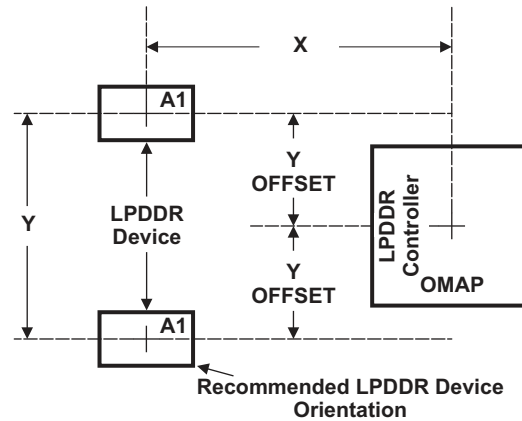 X
A1
Y
OFFSET
Y
LPDDR
Device
LPDDR
Controller
OMAP
Y
OFFSET
A1
Recommended LPDDR Device
Orientation